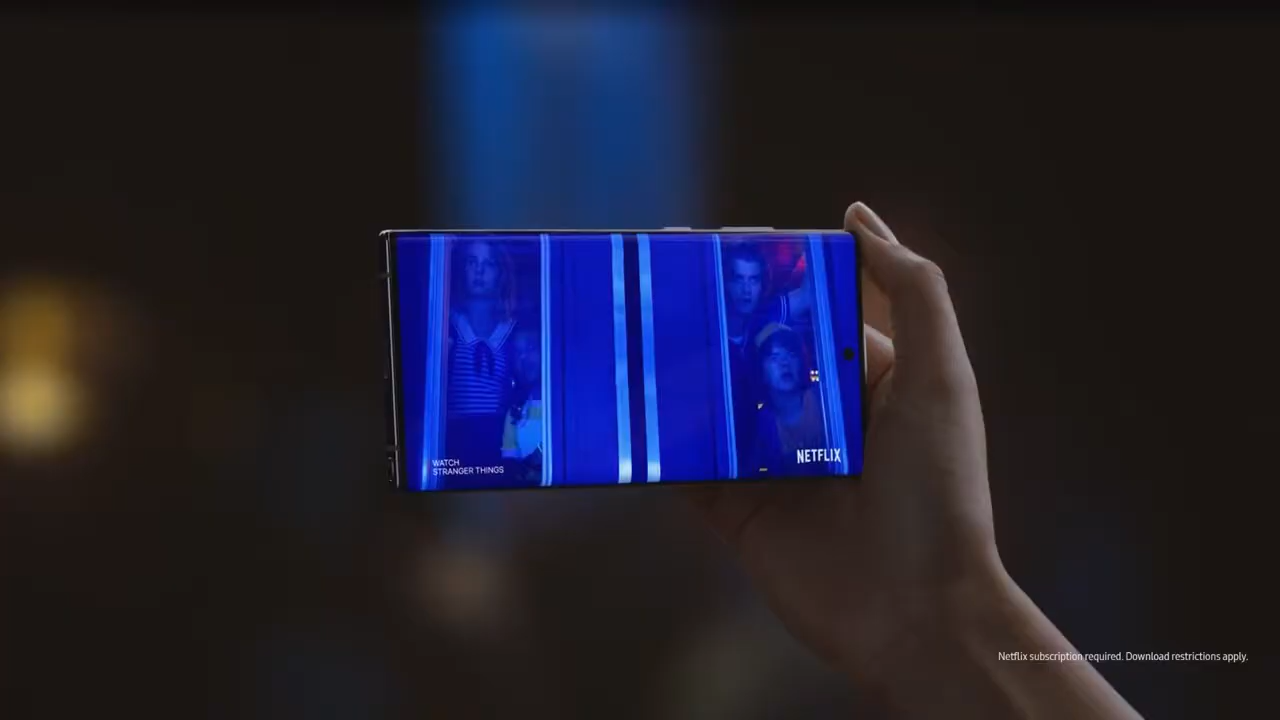 WATCH
STRANGER THINGS
NETFLIX
Netflix subscription required. Download restrictions apply.